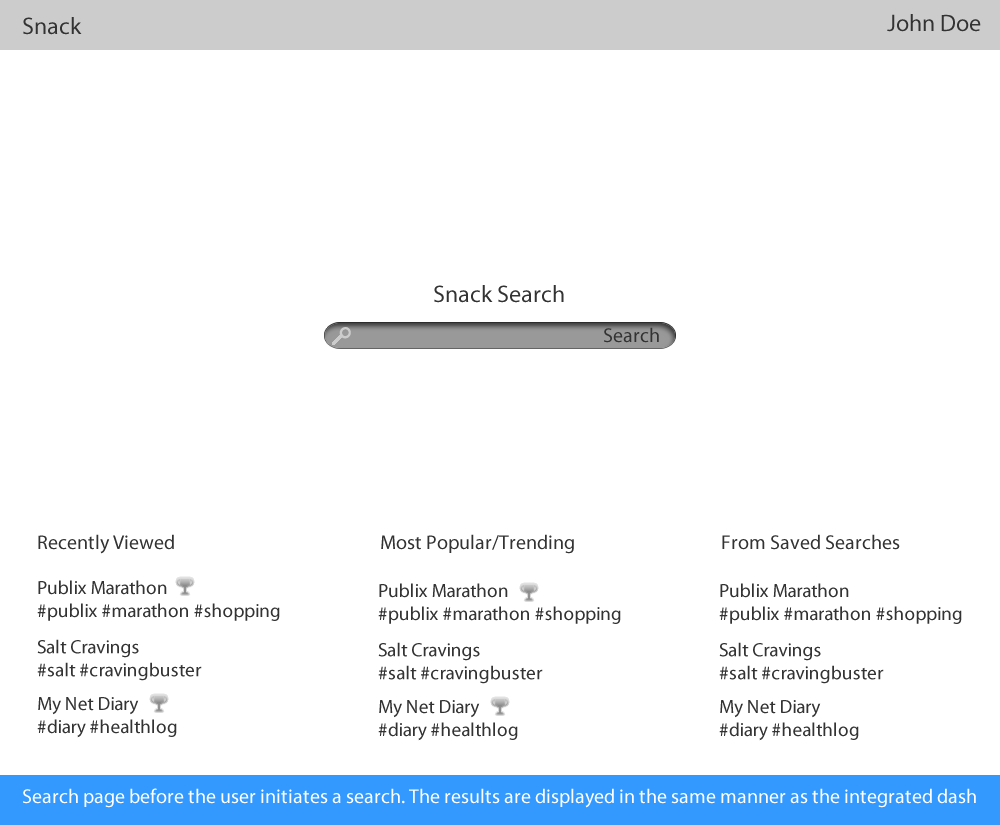 Snack
John Doe
Snack Search
Search
Recently Viewed
Publix Marathon
#publix #marathon #shopping
Salt Cravings
#salt #cravingbuster
My Net Diary
#diary #healthlog
Most Popular/Trending
Publix Marathon
#publix #marathon #shopping
Salt Cravings
#salt #cravingbuster
My Net Diary
#diary #healthlog
From Saved Searches
Publix Marathon
#publix #marathon #shopping
Salt Cravings
#salt #cravingbuster
My Net Diary
#diary #healthlog
Search page before the user initiates a search. The results are displayed in the same manner as the integrated dash